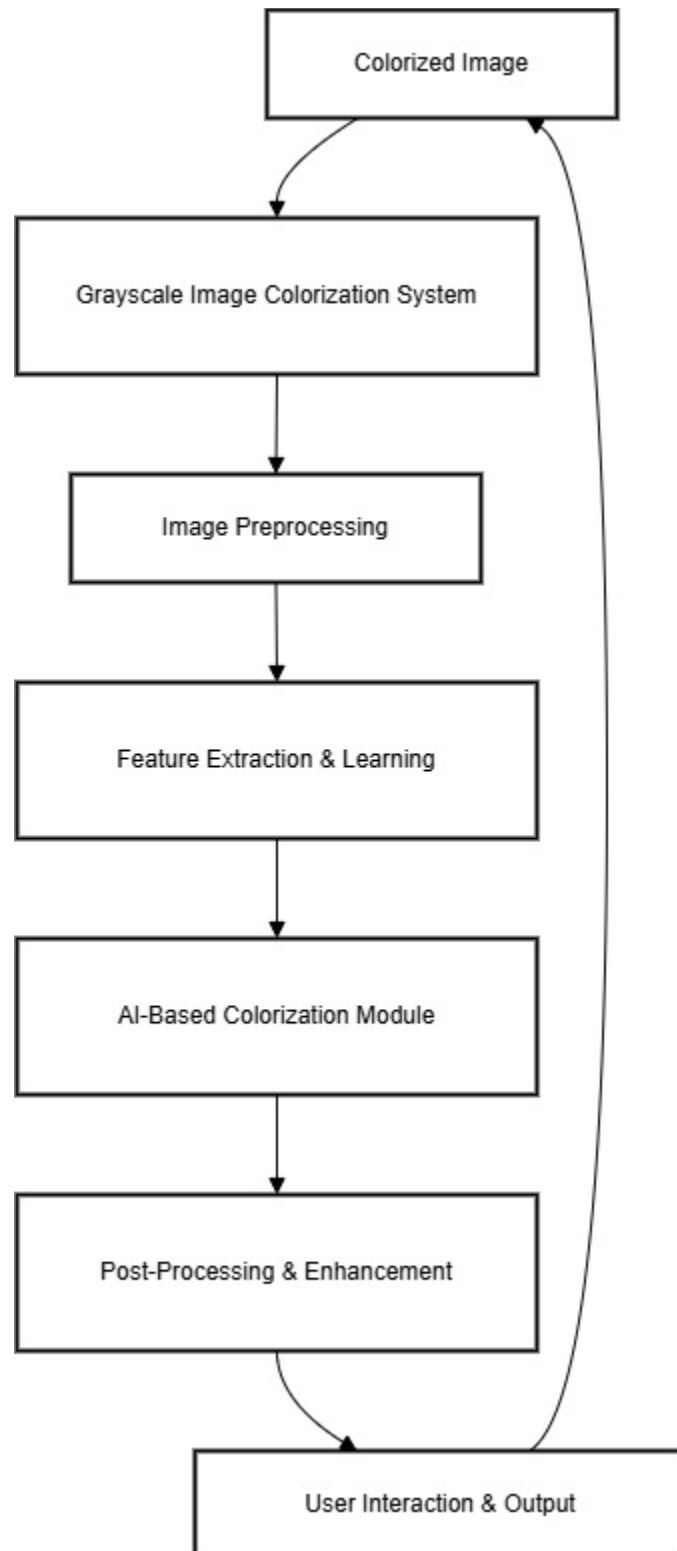 Colorized Image
Grayscale Image Colorization System
Image Preprocessing
Feature Extraction & Learning
AI-Based Colorization Module
Post-Processing & Enhancement
User Interaction & Output